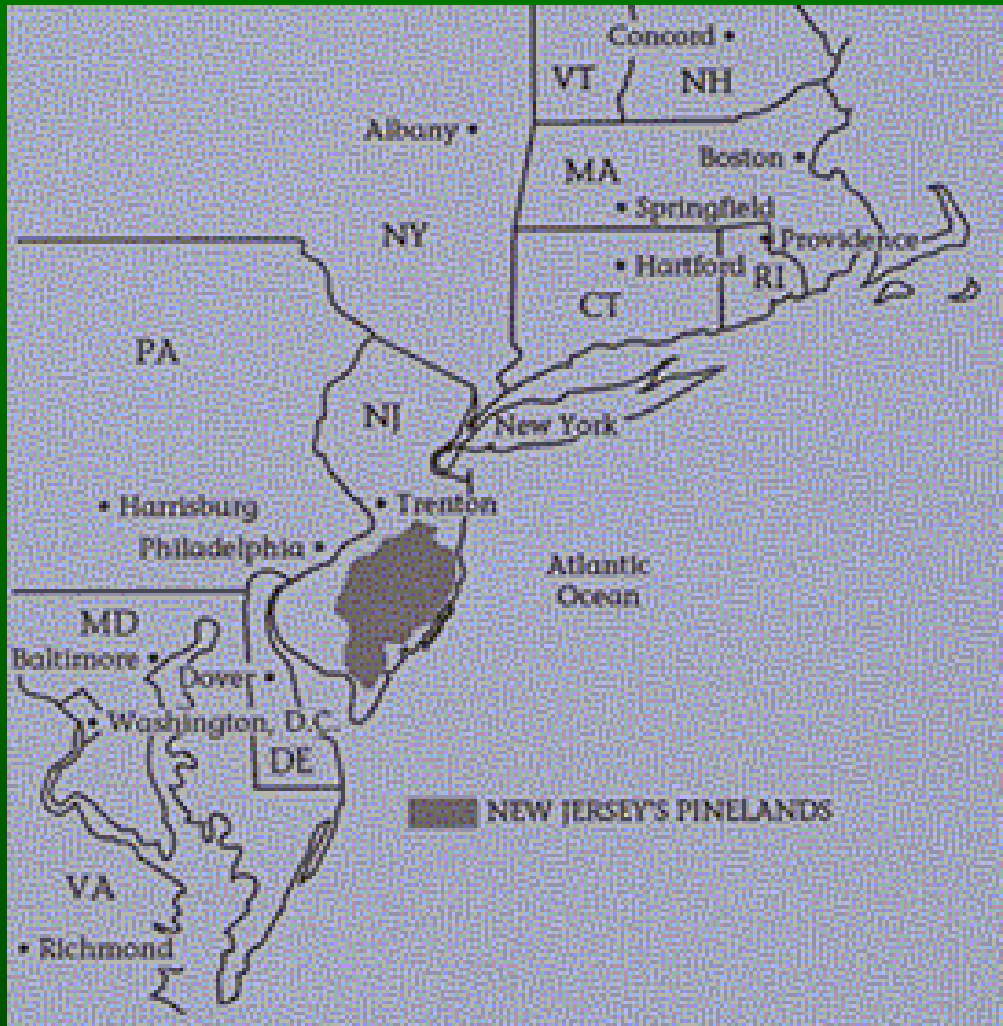 Concord
VT
NH
Albany
Boston
MA
Springfield
NY
Providence
Hartford
RI
CT
PA
NJ
New York
Harrisburg
Trenton
Philadelphia
Atlantic
Ocean
MD
Baltimore
Dover
Washington, D.C.
DE
NEW JERSEY'S PINELANDS
VA
Richmond